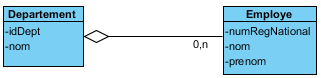 Departement
-idDept
-nom
0,n
Employe
-numRegNational
-nom
-prenom